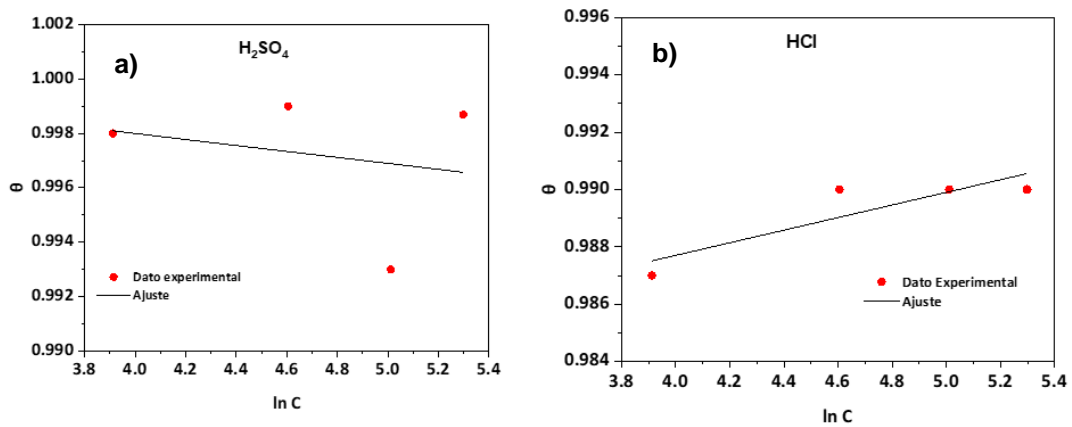 a)
H₂SO₄
1.002
1.000
0.998
0.996
0.994
0.992
0.990
θ
Dato experimental
Ajuste
3.8 4.0 4.2 4.4 4.6 4.8 5.0 5.2 5.4
ln C
b)
HCl
0.996
0.994
0.992
0.990
0.988
0.986
0.984
θ
Dato Experimental
Ajuste
3.8 4.0 4.2 4.4 4.6 4.8 5.0 5.2 5.4
ln C